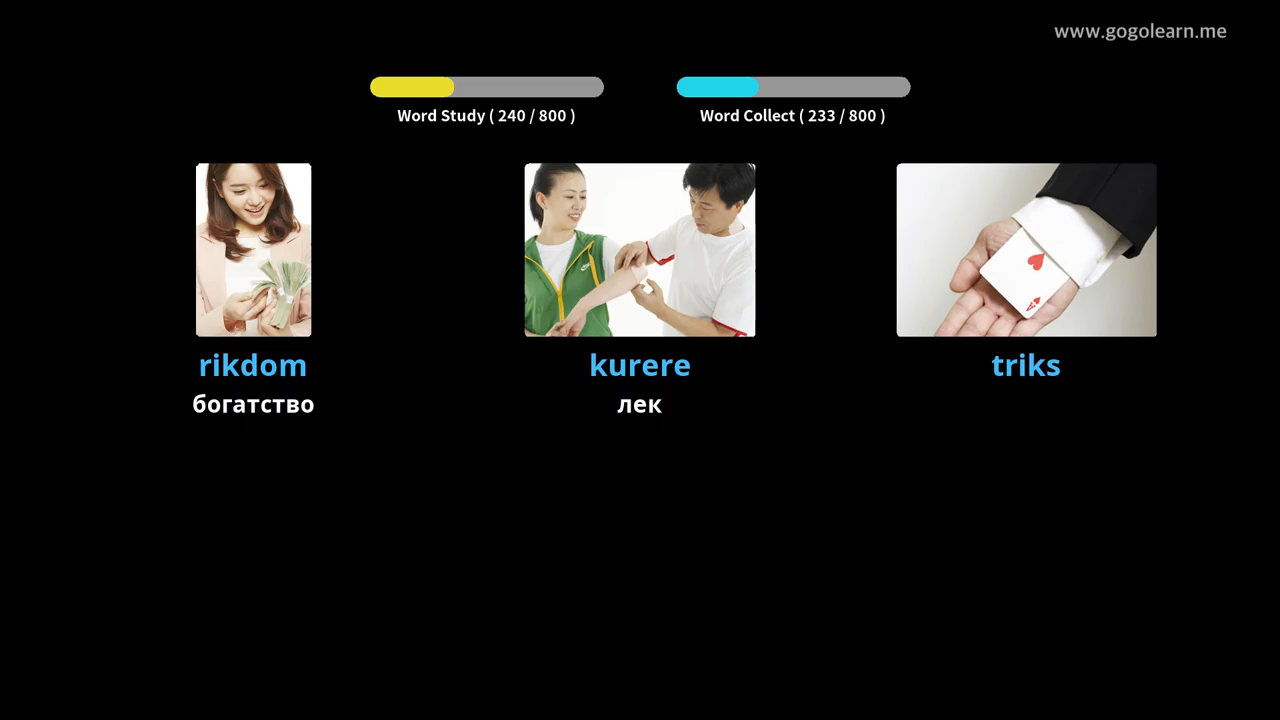 www.gogolearn.me
Word Study ( 240 / 800 )
Word Collect ( 233 / 800 )
rikdom
kurere
triks
богатство
лек
A